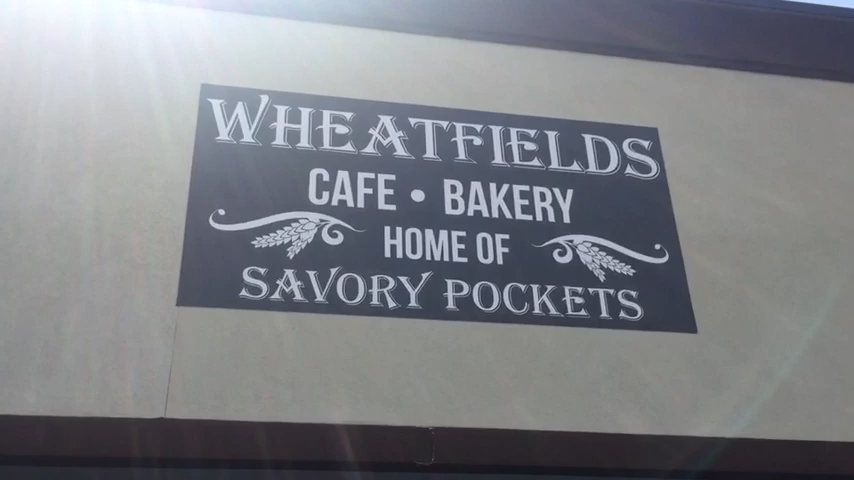 WHEATFIELDS
CAFE • BAKERY
HOME OF
SAVORY POCKETS